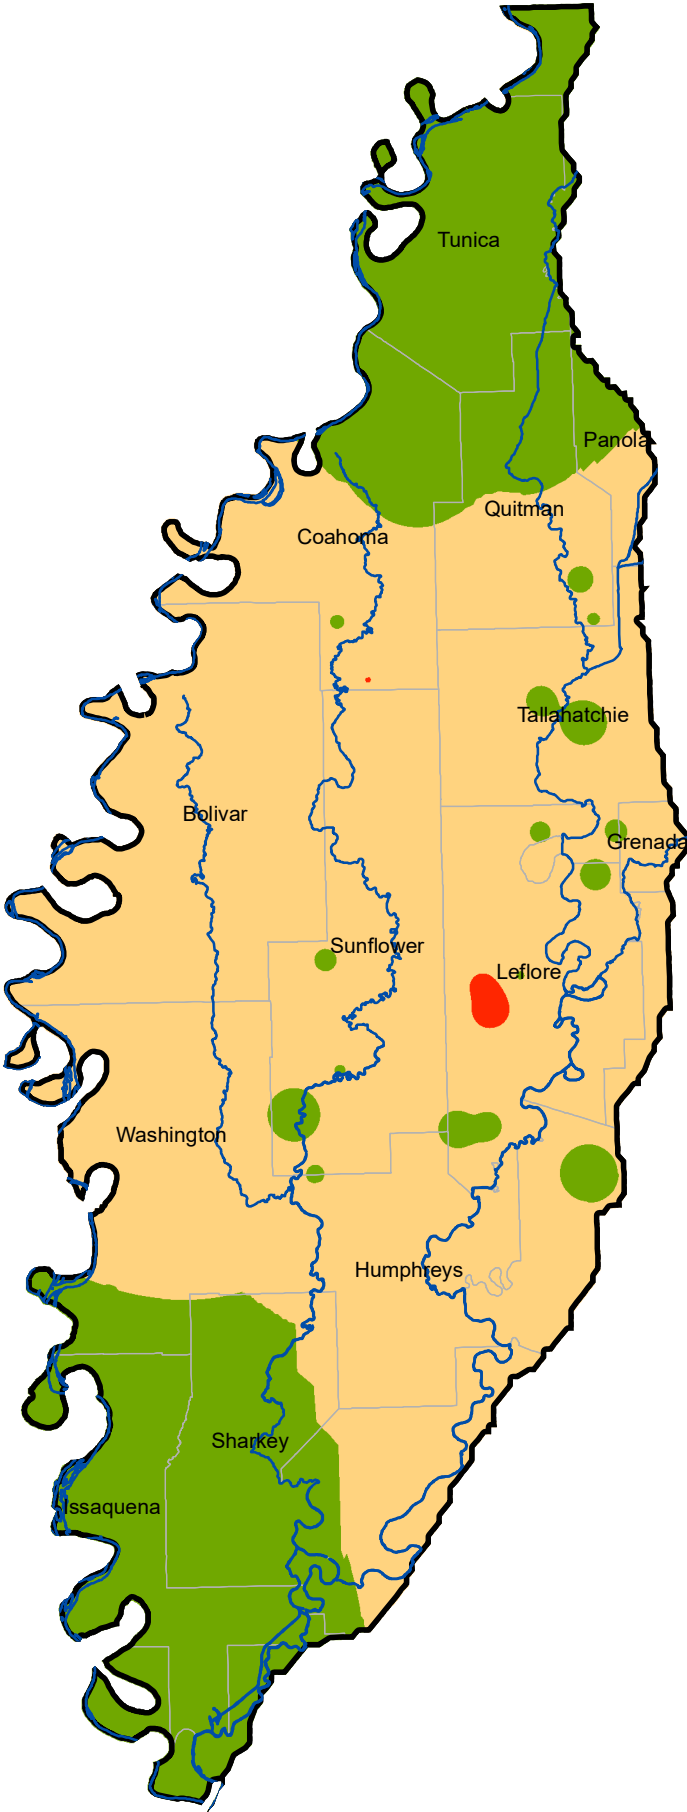 Tunica
Panola
Quitman
Coahoma
Tallahatchie
Bolivar
Grenada
Sunflower
Leflore
Washington
Humphreys
Sharkey
Issaquena